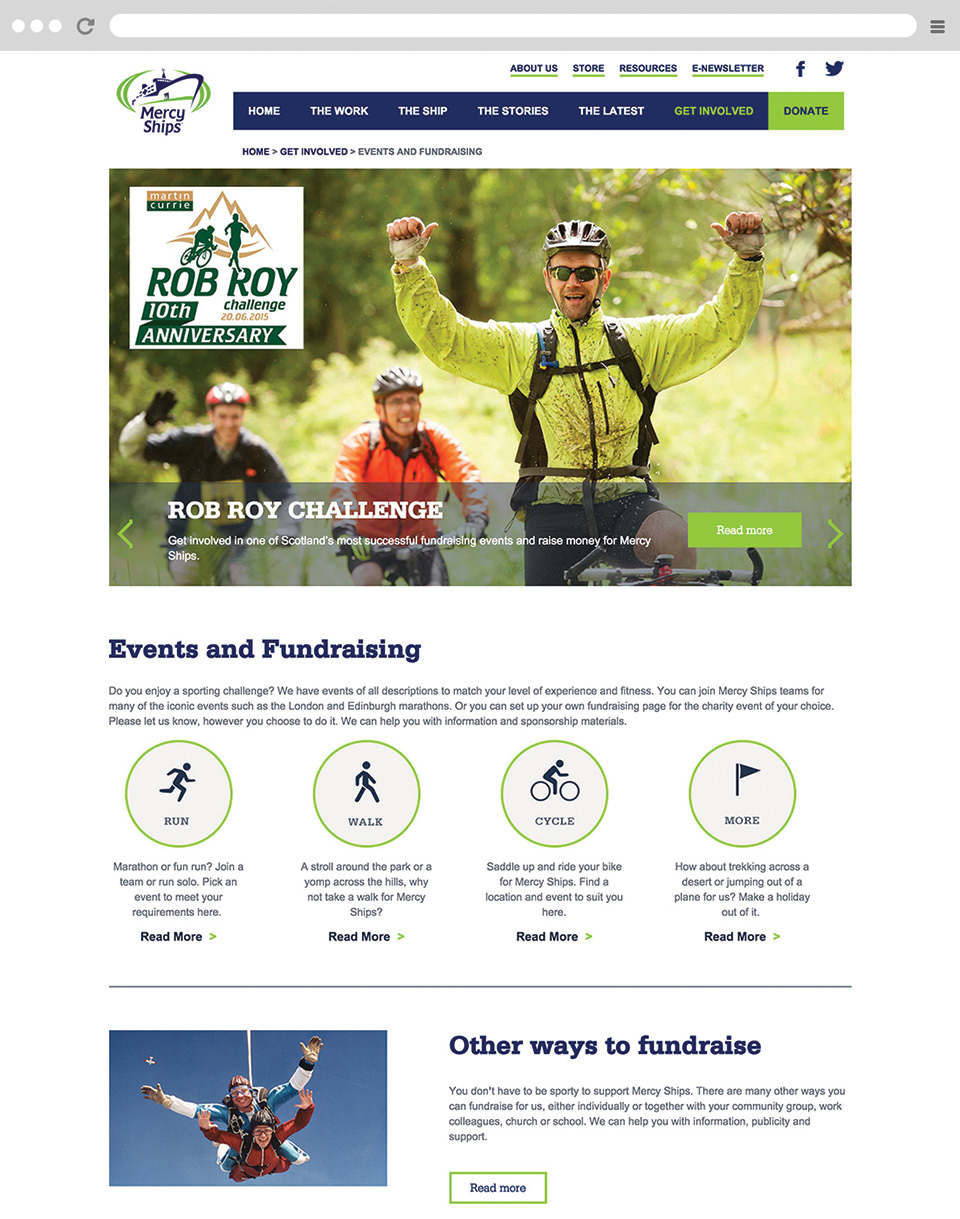 ABOUT US STORE RESOURCES E-NEWSLETTER
Mercy
Ships
HOME THE WORK THE SHIP THE STORIES THE LATEST GET INVOLVED DONATE
HOME > GET INVOLVED > EVENTS AND FUNDRAISING
martin
currie
ROB ROY
challenge
10th
20.06.2015
ANNIVERSARY
ROB ROY CHALLENGE
Get involved in one of Scotland's most successful fundraising events and raise money for Mercy
Ships.
Read more
Events and Fundraising
Do you enjoy a sporting challenge? We have events of all descriptions to match your level of experience and fitness. You can join Mercy Ships teams for
many of the iconic events such as the London and Edinburgh marathons. Or you can set up your own fundraising page for the charity event of your choice.
Please let us know, however you choose to do it. We can help you with information and sponsorship materials.
RUN
Marathon or fun run? Join a
team or run solo. Pick an
event to meet your
requirements here.
Read More >
WALK
A stroll around the park or a
yomp across the hills, why
not take a walk for Mercy
Ships?
Read More >
CYCLE
Saddle up and ride your bike
for Mercy Ships. Find a
location and event to suit you
here.
Read More >
MORE
How about trekking across a
desert or jumping out of a
plane for us? Make a holiday
out of it.
Read More >
Other ways to fundraise
You don't have to be sporty to support Mercy Ships. There are many other ways you
can fundraise for us, either individually or together with your community group, work
colleagues, church or school. We can help you with information, publicity and
support.
Read more